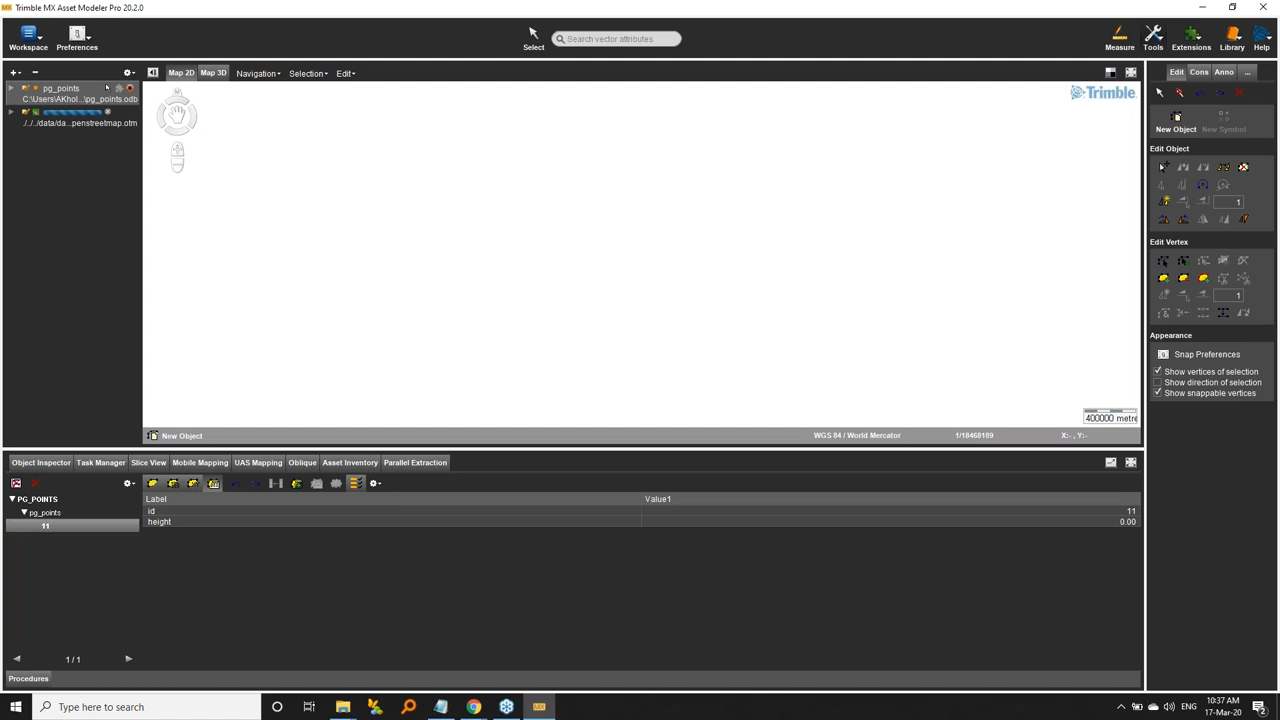 Trimble MX Asset Modeler Pro 20.2.0
Workspace
Preferences
Select
Search vector attributes
Measure
Tools
Extensions
Library
Help
Map 2D
Map 3D
Navigation
Selection
Edit
Edit
Cons
Anno
...
pg_points
C:\Users\AKhol...\pg_points.odb
./../../data/da...penstreetmap.otm
Trimble
New Object
New Symbol
Edit Object
1
Edit Vertex
1
Appearance
Snap Preferences
Show vertices of selection
Show direction of selection
Show snappable vertices
400000 metre
New Object
WGS 84 / World Mercator
1/18468189
X:- , Y:-
Object Inspector
Task Manager
Slice View
Mobile Mapping
UAS Mapping
Oblique
Asset Inventory
Parallel Extraction
PG_POINTS
pg_points
11
Label
Value1
id
11
height
0.00
1 / 1
Procedures
Type here to search
ENG
10:37 AM
17-Mar-20
2